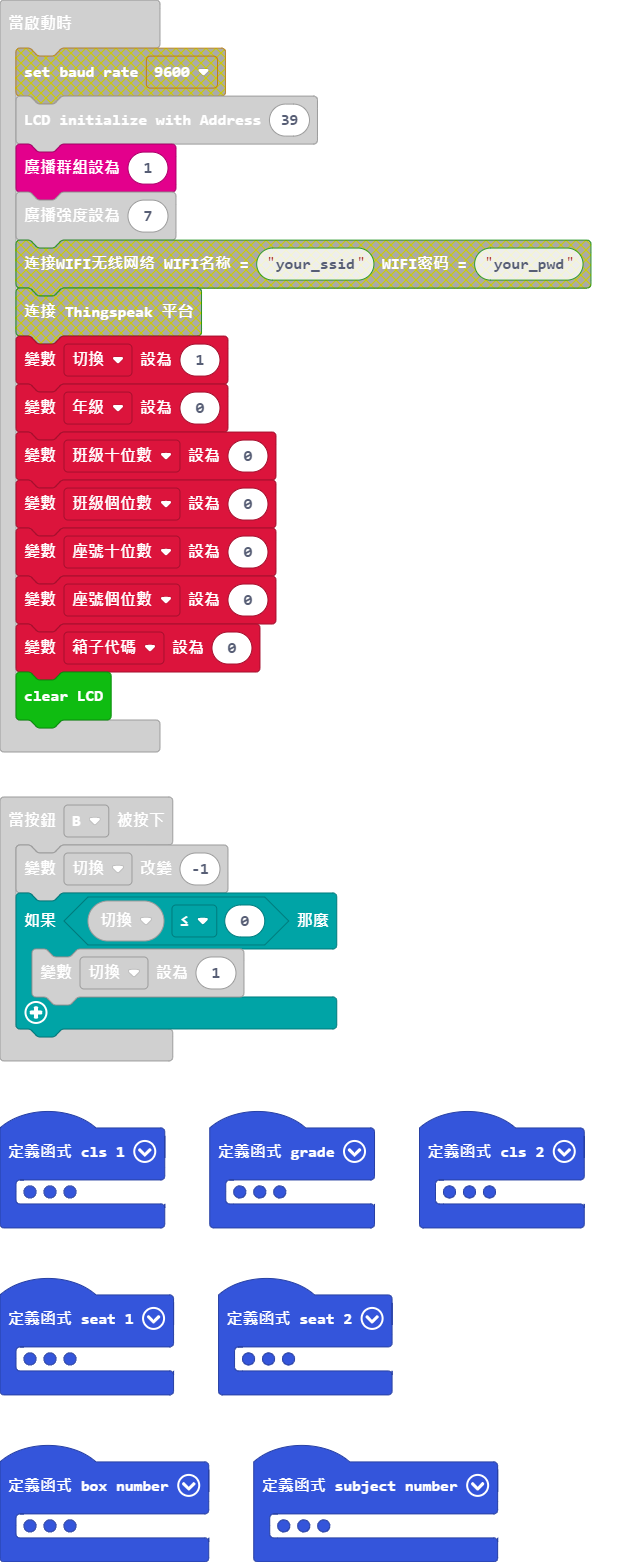 當啟動時
set baud rate 9600
LCD initialize with Address 39
廣播群組設為 1
廣播強度設為 7
连接WIFI无线网络 WIFI名称 = "your_ssid" WIFI密码 = "your_pwd"
连接 Thingspeak 平台
變數 切換 設為 1
變數 年級 設為 0
變數 班級十位數 設為 0
變數 班級個位數 設為 0
變數 座號十位數 設為 0
變數 座號個位數 設為 0
變數 箱子代碼 設為 0
clear LCD
當按鈕 B 被按下
變數 切換 改變 -1
如果 切換 ≤ 0 那麼
變數 切換 設為 1
定義函式 cls 1 定義函式 grade 定義函式 cls 2
定義函式 seat 1 定義函式 seat 2
定義函式 box number 定義函式 subject number